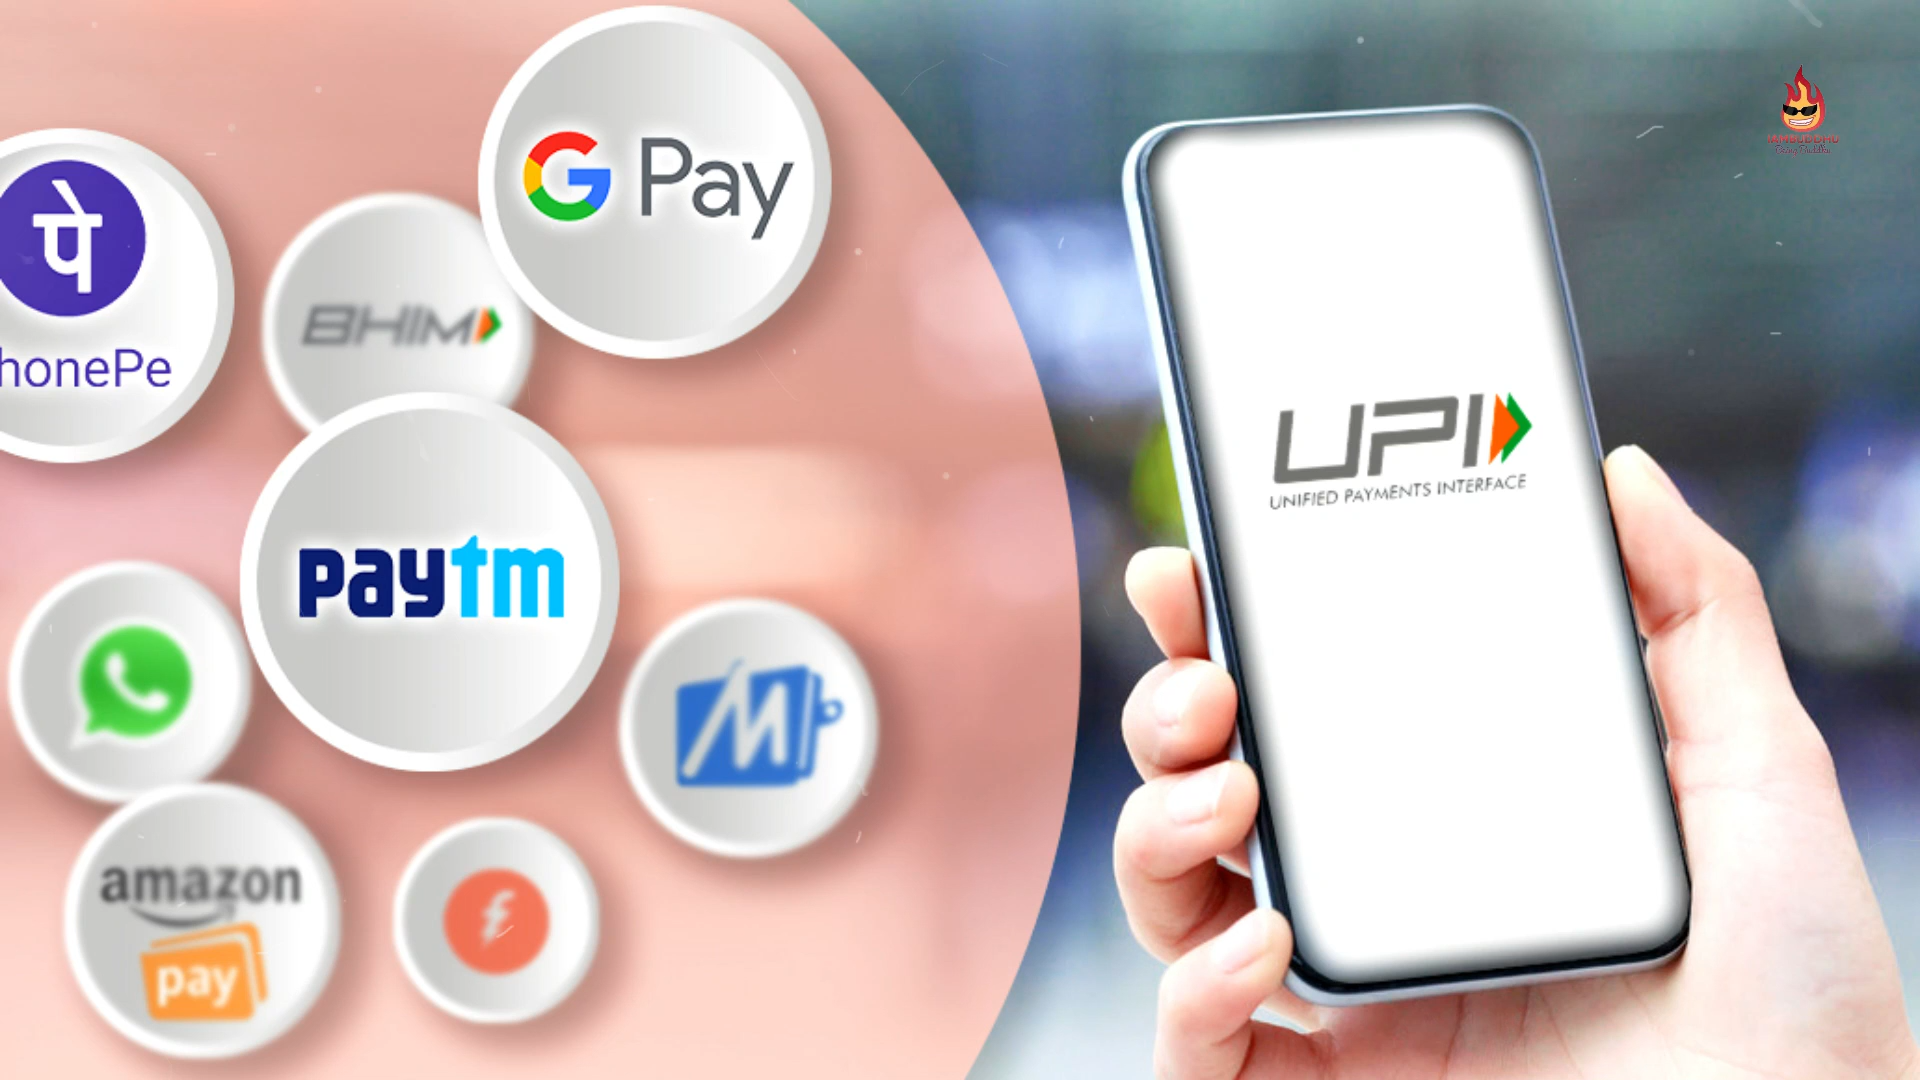 G Pay
पे
honePe
BHIM
paytm
M
amazon
pay
UPI
UNIFIED PAYMENTS INTERFACE